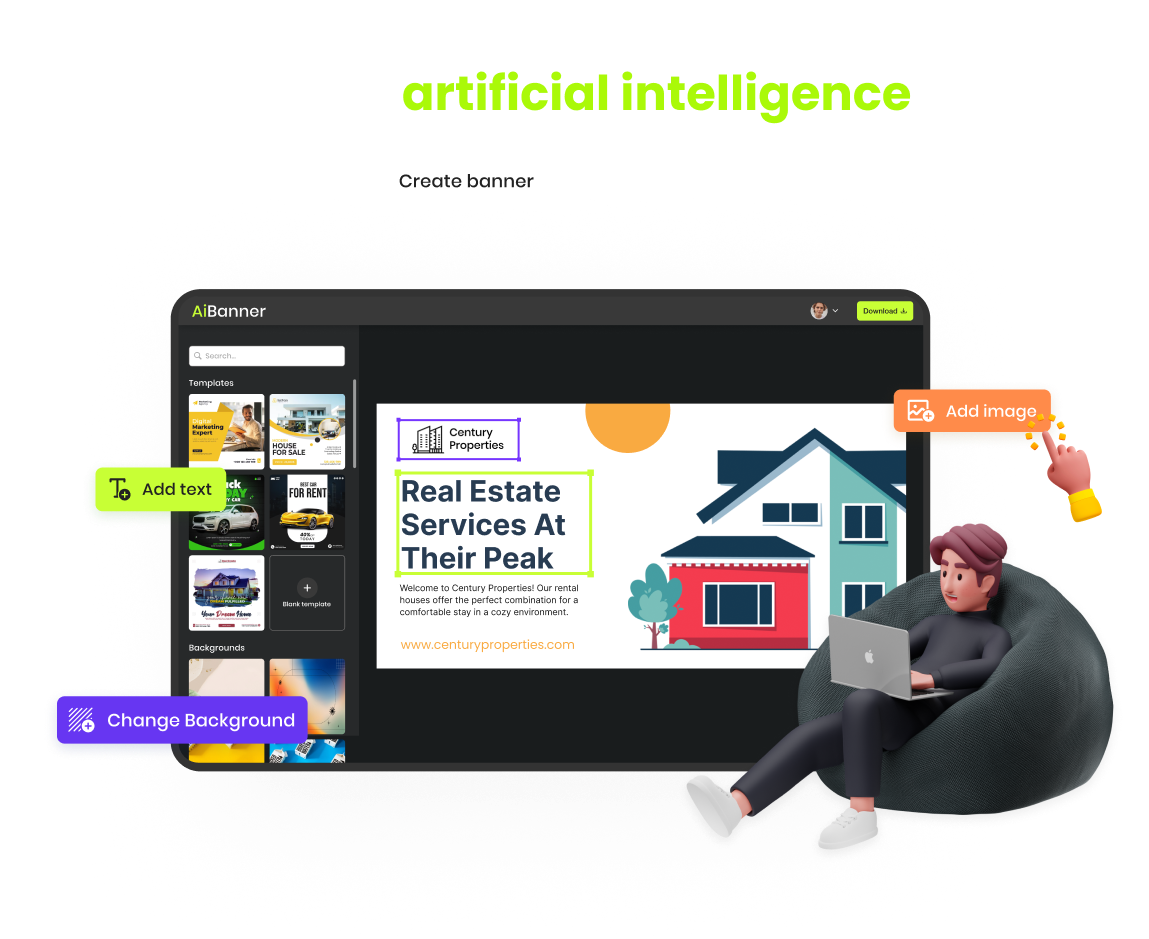 artificial intelligence
Create banner
AiBanner
Download
Search...
Templates
Digital
Marketing
Expert
HOUSE
FOR SALE
BEST CAR
FOR RENT
40%
TODAY
Your Dream Home
Blank template
Backgrounds
Add text
Change Background
Add image
Century
Properties
Real Estate
Services At
Their Peak
Welcome to Century Properties! Our rental
houses offer the perfect combination for a
comfortable stay in a cozy environment.
www.centuryproperties.com